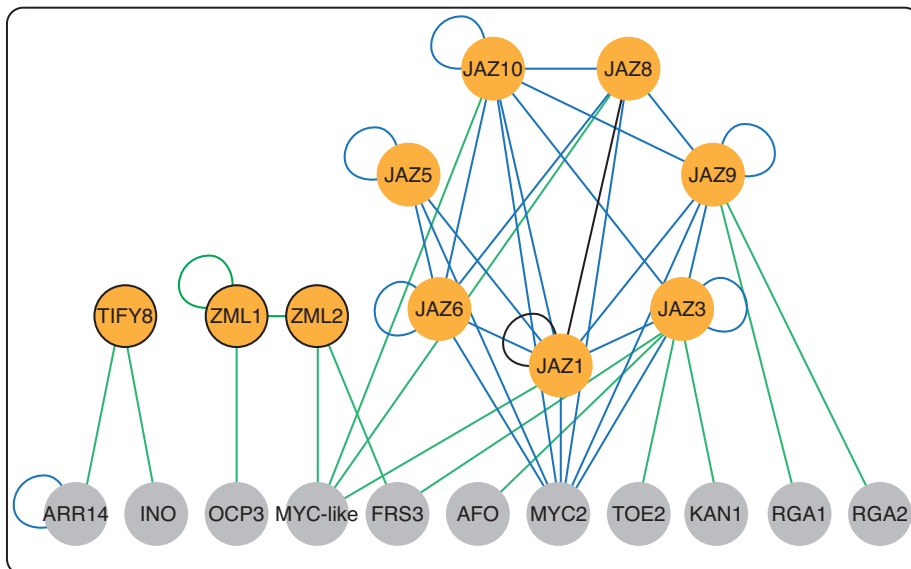 JAZ10
JAZ8
JAZ5
JAZ9
JAZ6
JAZ3
TIFY8
ZML1
ZML2
JAZ1
ARR14
INO
OCP3
MYC-like
FRS3
AFO
MYC2
TOE2
KAN1
RGA1
RGA2